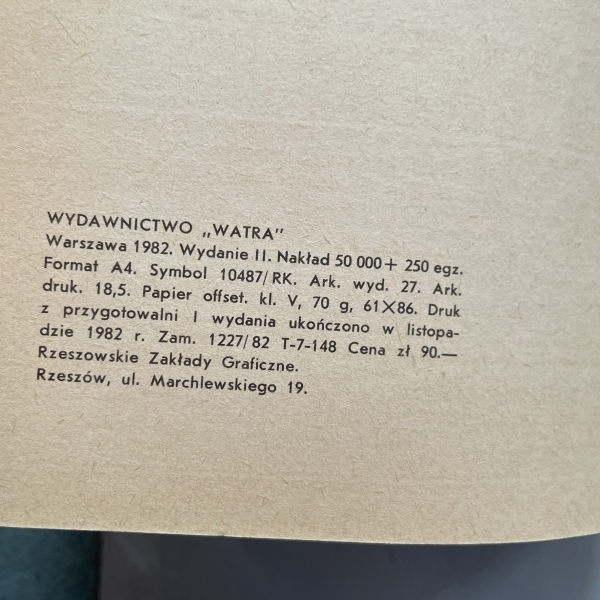 WYDAWNICTWO „WATRA”
Warszawa 1982. Wydanie II. Nakład 50 000 + 250 egz.
Format A4. Symbol 10487/RK. Ark. wyd. 27. Ark.
druk. 18,5. Papier offset. kl. V, 70 g, 61×86. Druk
z przygotowalni I wydania ukończono w listopa-
dzie 1982 r. Zam. 1227/82 T-7-148 Cena zł 90.—
Rzeszowskie Zakłady Graficzne.
Rzeszów, ul. Marchlewskiego 19.